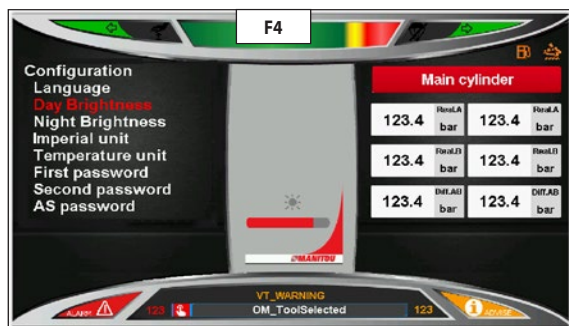 F4
Configuration
Language
Day Brightness
Night Brightness
Imperial unit
Temperature unit
First password
Second password
AS password
Main cylinder
123.4 Real.A bar 123.4 Real.A bar
123.4 Real.B bar 123.4 Real.B bar
123.4 Diff.AB bar 123.4 Diff.AB bar
MANITOU
VT_WARNING
ALARM 123 OM_ToolSelected 123 ADVISE